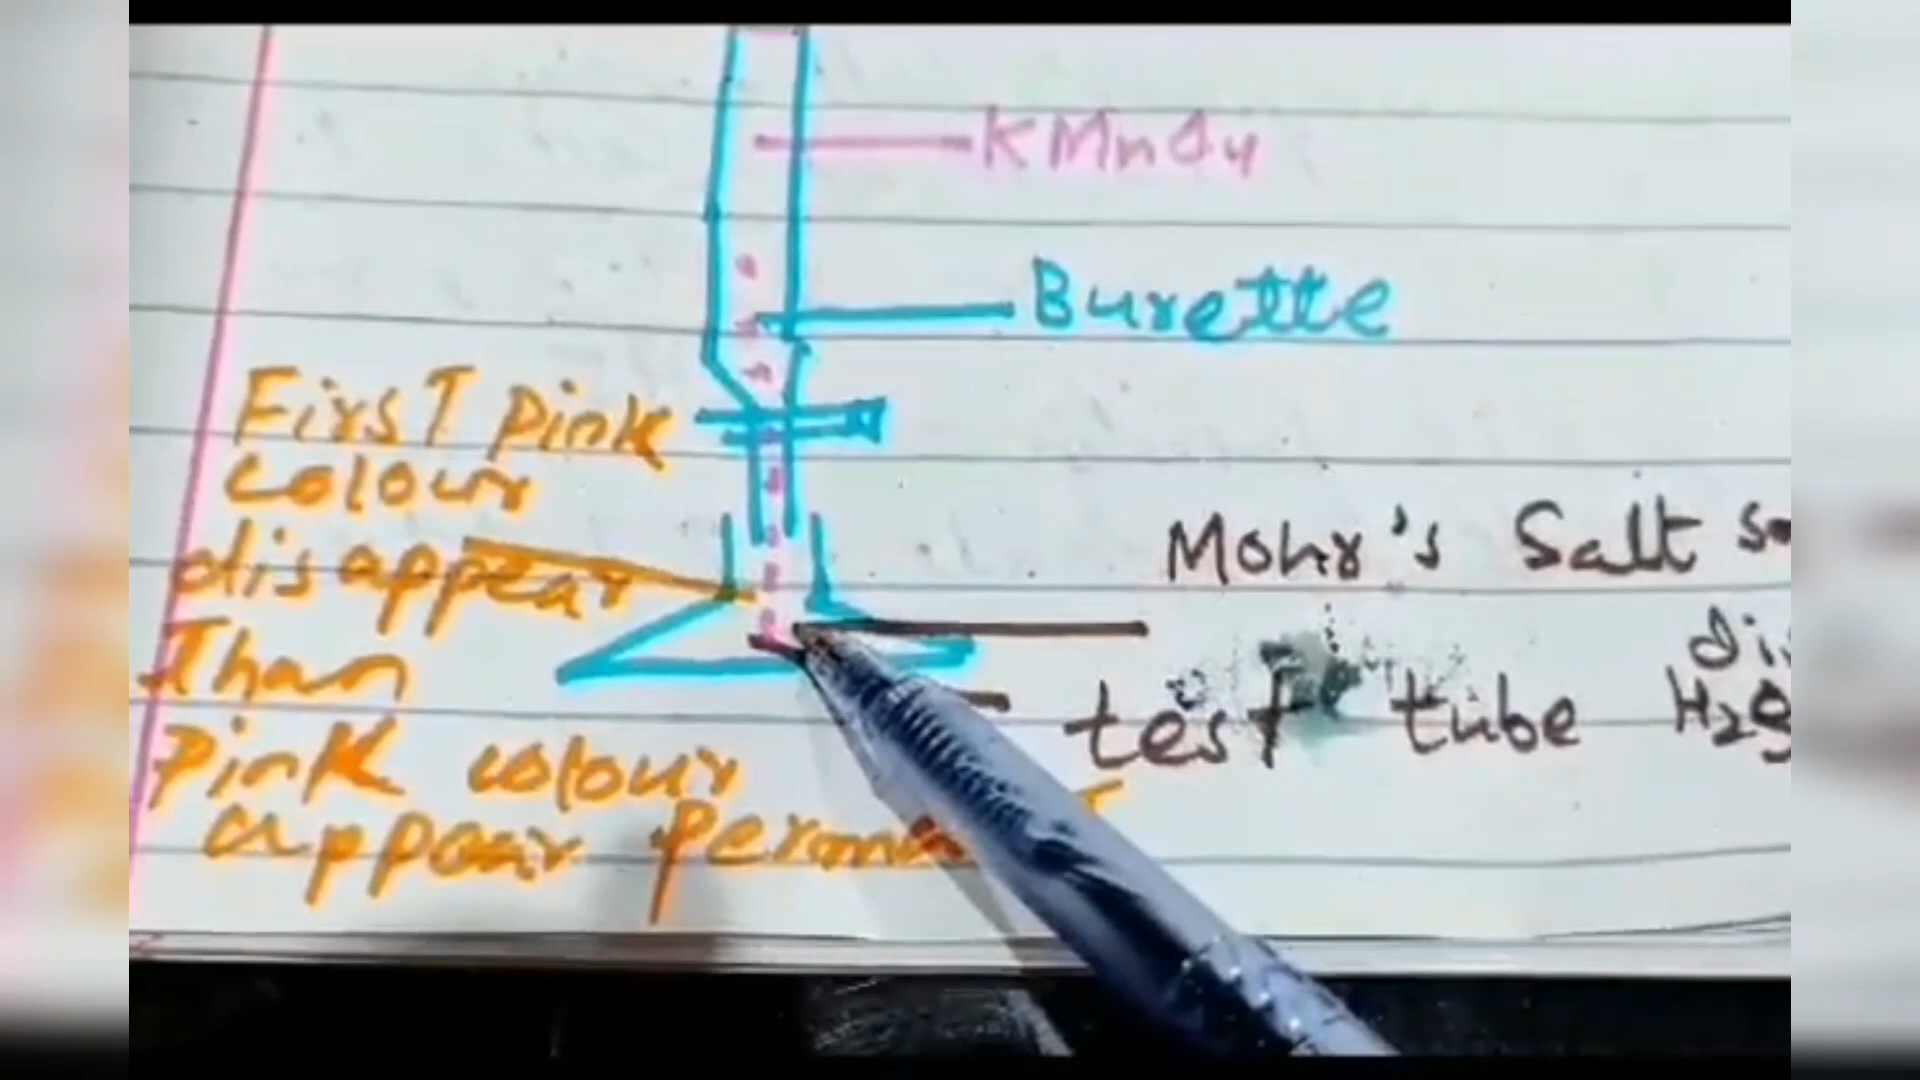 KMnO4
Burette
First pink
colour
disappear
Than
pink colour
appear
Mohr's Salt
test tube